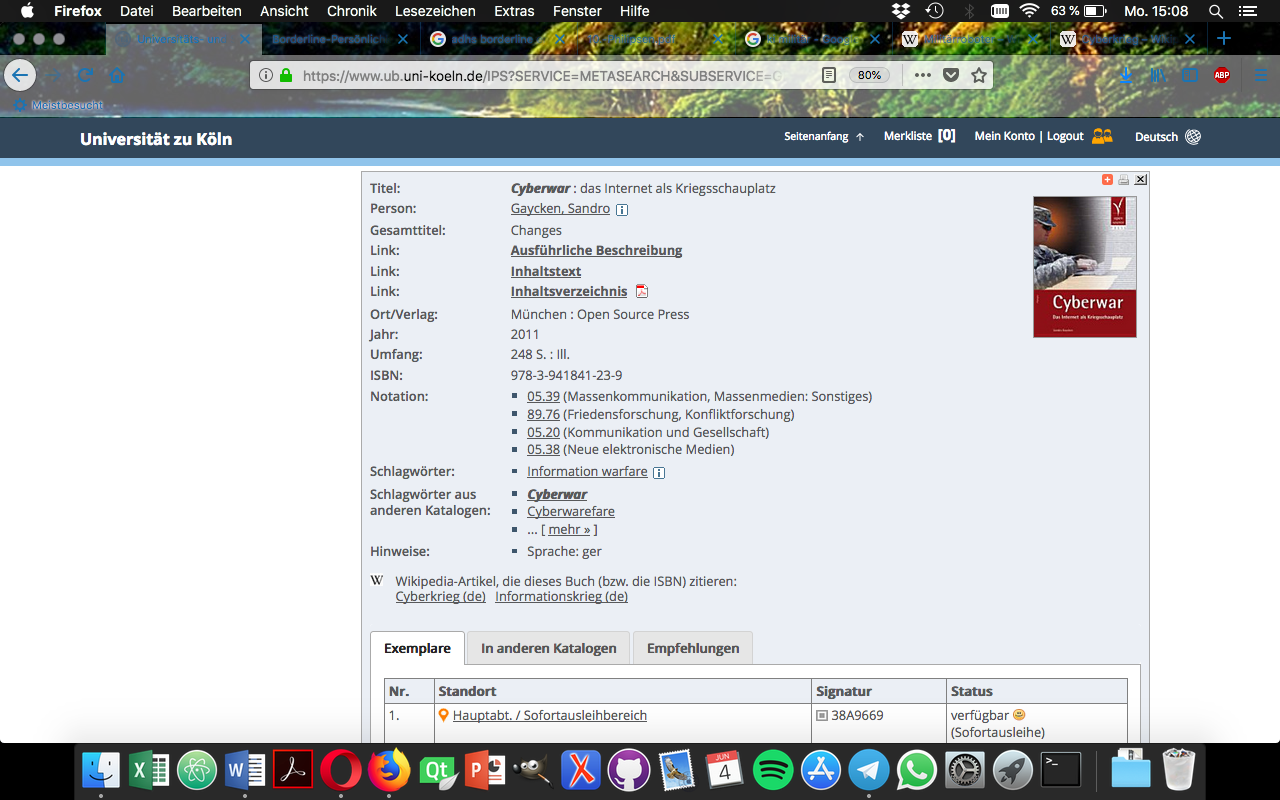 Firefox Datei Bearbeiten Ansicht Chronik Lesezeichen Extras Fenster Hilfe 63 % Mo. 15:08
Borderline-Persönlich adhs borderline
https://www.ub.uni-koeln.de/IPS?SERVICE=METASEARCH&SUBSERVICE=G 80% ABP
Meistbesucht
Universität zu Köln Seitenanfang Merkliste [0] Mein Konto | Logout Deutsch
Titel: Cyberwar : das Internet als Kriegsschauplatz
Person: Gaycken, Sandro
Gesamttitel: Changes
Link: Ausführliche Beschreibung
Link: Inhaltstext
Link: Inhaltsverzeichnis
Cyberwar
Das Internet als Kriegsschauplatz
Ort/Verlag: München : Open Source Press
Jahr: 2011
Umfang: 248 S. : Ill.
ISBN: 978-3-941841-23-9
Notation: 05.39 (Massenkommunikation, Massenmedien: Sonstiges)
89.76 (Friedensforschung, Konfliktforschung)
05.20 (Kommunikation und Gesellschaft)
05.38 (Neue elektronische Medien)
Schlagwörter: Information warfare
Schlagwörter aus anderen Katalogen: Cyberwar
Cyberwarefare
... [ mehr » ]
Hinweise: Sprache: ger
W Wikipedia-Artikel, die dieses Buch (bzw. die ISBN) zitieren:
Cyberkrieg (de) Informationskrieg (de)
Exemplare In anderen Katalogen Empfehlungen
Nr. Standort Signatur Status
1. Hauptabt. / Sofortausleihbereich 38A9669 verfügbar
(Sofortausleihe)
JUN
4